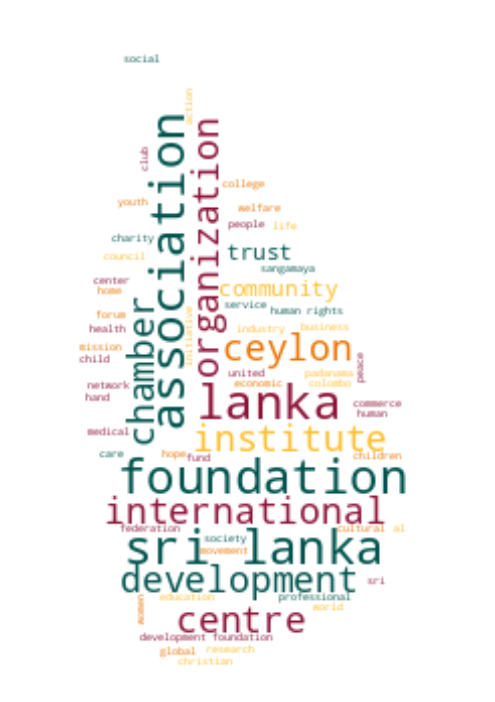 social
action
association
organization
club
college
youth
welfare
people life
charity
trust
council
sangamaya
center
home
community
chamber
service
human rights
forum
initiative
health
industry business
mission
ceylon
child
peace
united
padanama
network
economic colombo
hand
lanka
commerce
human
medical
institute
care
hope
fund
children
foundation
international
federation
cultural al
sri lanka
society
movement
development
sri
women
education
professional
world
centre
development foundation
global research
christian